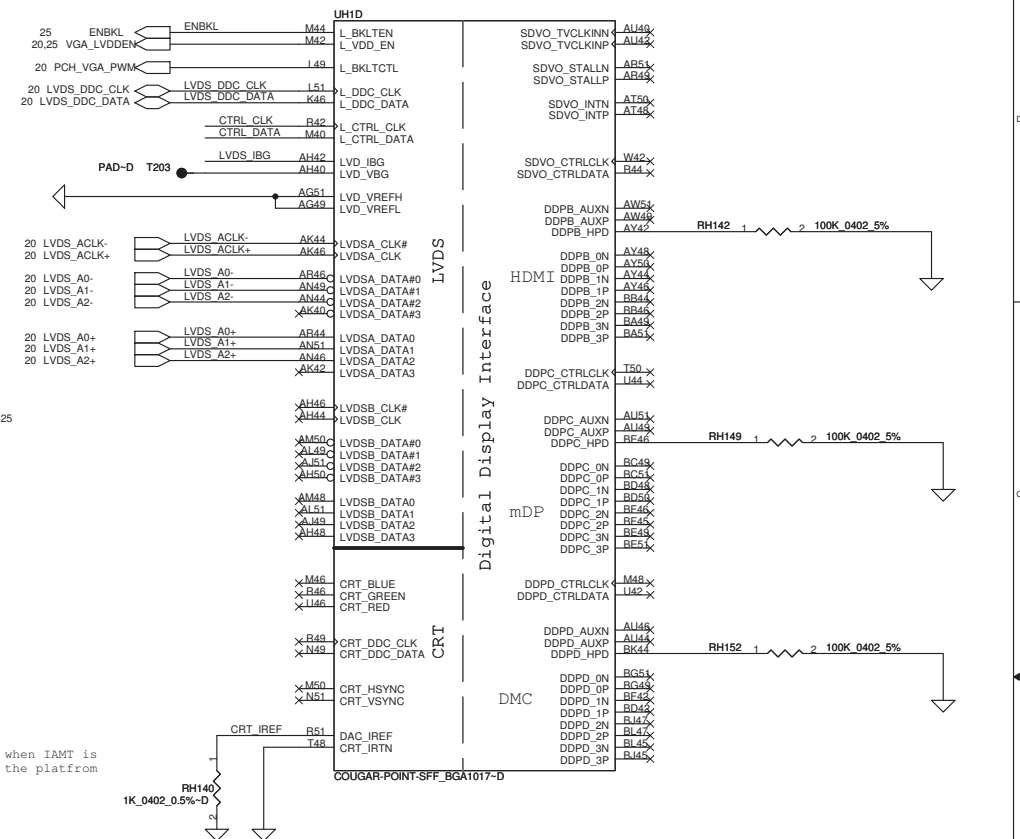 UH1D
25 ENBKL ENBKL M44 L_BKLTEN
20,25 VGA_LVDDEN M42 L_VDD_EN
20 PCH_VGA_PWM L49 L_BKLTCTL
20 LVDS_DDC_CLK LVDS_DDC_CLK L51 L_DDC_CLK
20 LVDS_DDC_DATA LVDS_DDC_DATA K46 L_DDC_DATA
CTRL_CLK R42 L_CTRL_CLK
CTRL_DATA M40 L_CTRL_DATA
LVDS_IBG AH42 LVD_IBG
PAD~D T203 AH40 LVD_VBG
AG51 LVD_VREFH
AG49 LVD_VREFL
20 LVDS_ACLK- LVDS_ACLK- AK44 LVDSA_CLK#
20 LVDS_ACLK+ LVDS_ACLK+ AK46 LVDSA_CLK
20 LVDS_A0- LVDS_A0- AR46 LVDSA_DATA#0
20 LVDS_A1- LVDS_A1- AN49 LVDSA_DATA#1
20 LVDS_A2- LVDS_A2- AN44 LVDSA_DATA#2
AK40 LVDSA_DATA#3
20 LVDS_A0+ LVDS_A0+ AR44 LVDSA_DATA0
20 LVDS_A1+ LVDS_A1+ AN51 LVDSA_DATA1
20 LVDS_A2+ LVDS_A2+ AN46 LVDSA_DATA2
AK42 LVDSA_DATA3
AH46 LVDSB_CLK#
25 AH44 LVDSB_CLK
AM50 LVDSB_DATA#0
AL49 LVDSB_DATA#1
AJ51 LVDSB_DATA#2
AH50 LVDSB_DATA#3
AM48 LVDSB_DATA0
AL51 LVDSB_DATA1
AJ49 LVDSB_DATA2
AH48 LVDSB_DATA3
LVDS
M46 CRT_BLUE
R46 CRT_GREEN
U46 CRT_RED
R49 CRT_DDC_CLK
N49 CRT_DDC_DATA
M50 CRT_HSYNC
N51 CRT_VSYNC
CRT_IREF R51 DAC_IREF
T48 CRT_IRTN
CRT
when IAMT is
the platfrom
1
RH140
1K_0402_0.5%~D
2
Digital Display Interface
SDVO_TVCLKINN AU40
SDVO_TVCLKINP AU42
SDVO_STALLN AR51
SDVO_STALLP AR49
SDVO_INTN AT50
SDVO_INTP AT48
SDVO_CTRLCLK W42
SDVO_CTRLDATA R44
DDPB_AUXN AW51
DDPB_AUXP AW49
DDPB_HPD AY42 RH142 1 2 100K_0402_5%
DDPB_0N AY48
DDPB_0P AY50
HDMI DDPB_1N AY44
DDPB_1P AY46
DDPB_2N BB44
DDPB_2P BB46
DDPB_3N BA49
DDPB_3P BA51
DDPC_CTRLCLK T50
DDPC_CTRLDATA U44
DDPC_AUXN AU51
DDPC_AUXP AU49
DDPC_HPD BE46 RH149 1 2 100K_0402_5%
DDPC_0N BC49
DDPC_0P BC51
DDPC_1N BD48
DDPC_1P BD50
mDP DDPC_2N BF46
DDPC_2P BF45
DDPC_3N BE49
DDPC_3P BE51
DDPD_CTRLCLK M48
DDPD_CTRLDATA U42
DDPD_AUXN AU46
DDPD_AUXP AU44
DDPD_HPD BK44 RH152 1 2 100K_0402_5%
DDPD_0N BG51
DDPD_0P BG49
DMC DDPD_1N BF42
DDPD_1P BD42
DDPD_2N BJ47
DDPD_2P BL47
DDPD_3N BL45
DDPD_3P BJ45
COUGAR-POINT-SFF_BGA1017~D